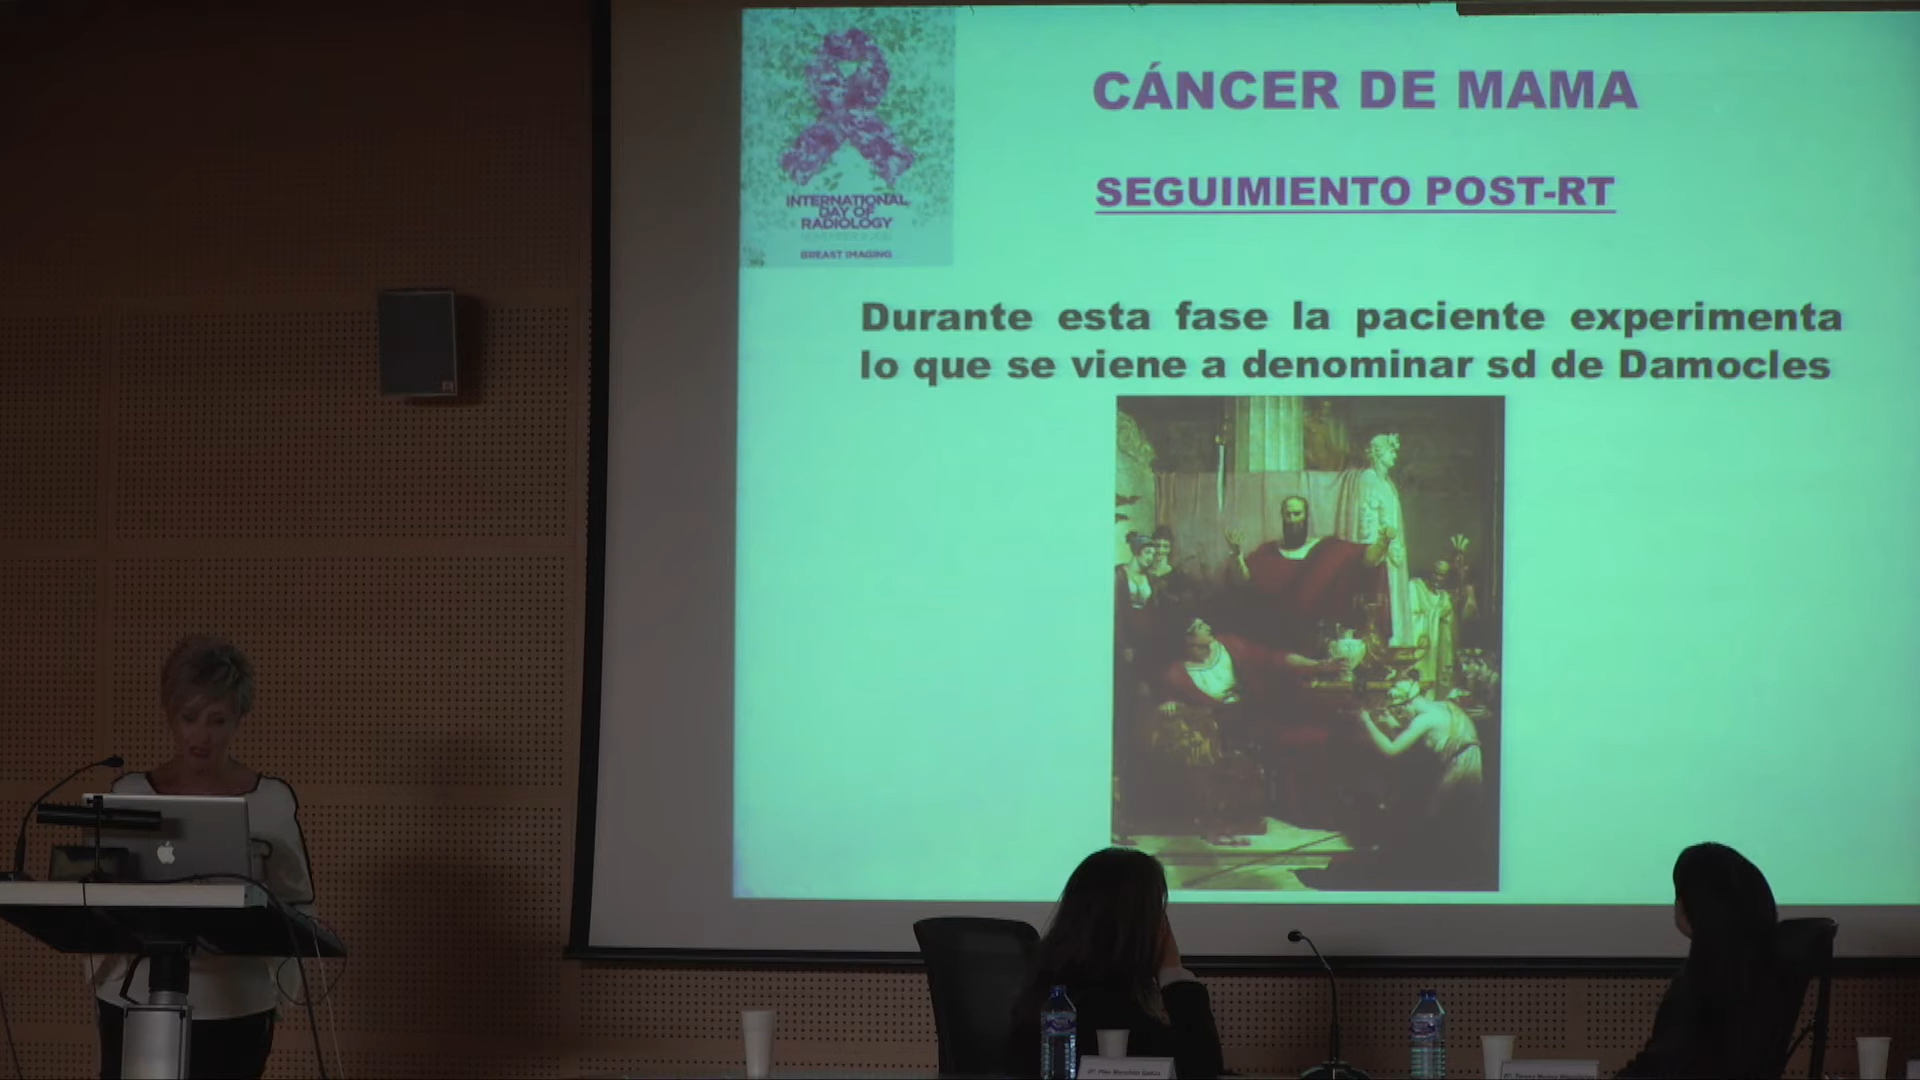 INTERNATIONAL
DAY OF
RADIOLOGY
BREAST IMAGING
CÁNCER DE MAMA
SEGUIMIENTO POST-RT
Durante esta fase la paciente experimenta
lo que se viene a denominar sd de Damocles